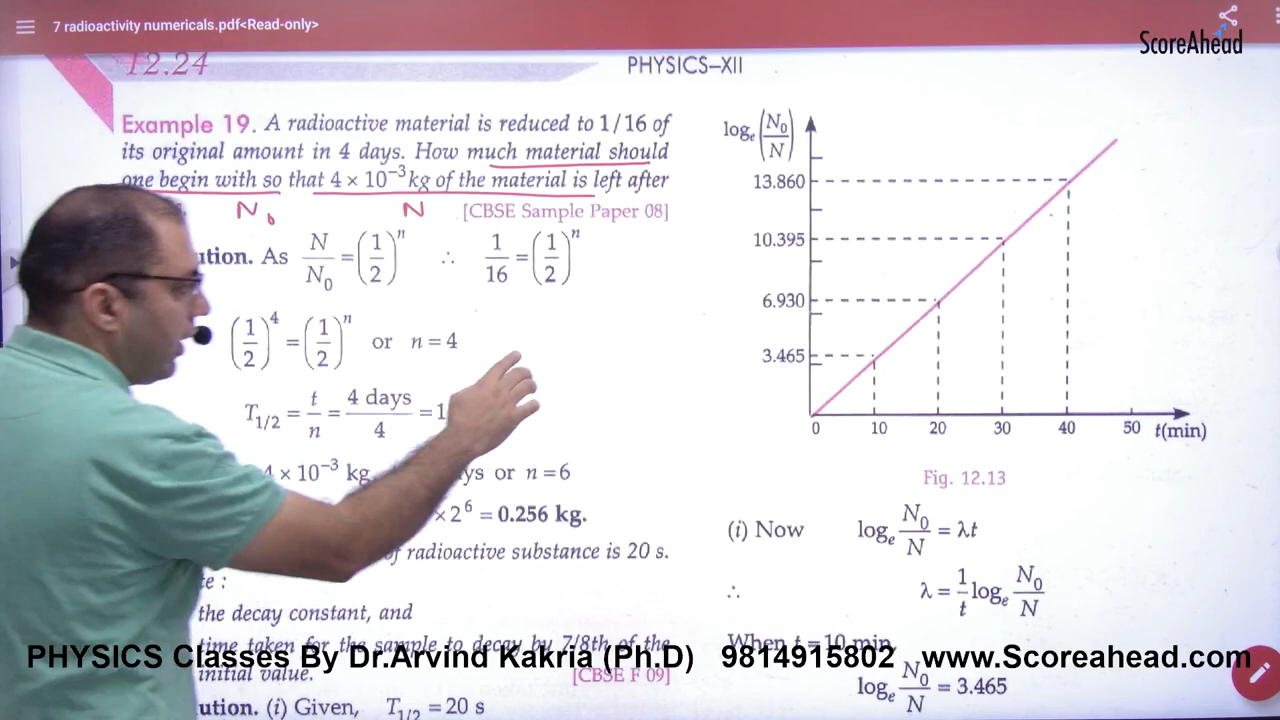 7 radioactivity numericals.pdf<Read-only>
ScoreAhead
12.24
PHYSICS–XII
Example 19. A radioactive material is reduced to 1/16 of
its original amount in 4 days. How much material should
one begin with so that 4 × 10⁻³ kg of the material is left after
N₀ N
[CBSE Sample Paper 08]
ution. As N/N₀ = (1/2)ⁿ ∴ 1/16 = (1/2)ⁿ
(1/2)⁴ = (1/2)ⁿ or n = 4
T₁/₂ = t/n = 4 days/4 = 1
4 × 10⁻³ kg, ys or n = 6
× 2⁶ = 0.256 kg.
of radioactive substance is 20 s.
te :
the decay constant, and
time taken for the sample to decay by 7/8th of the
initial value.
[CBSE F 09]
ution. (i) Given, T₁/₂ = 20 s
logₑ(N₀/N)
13.860
10.395
6.930
3.465
0 10 20 30 40 50 t(min)
Fig. 12.13
(i) Now logₑ N₀/N = λt
∴ λ = 1/t logₑ N₀/N
When t = 10 min,
logₑ N₀/N = 3.465
PHYSICS Classes By Dr.Arvind Kakria (Ph.D) 9814915802 www.Scoreahead.com